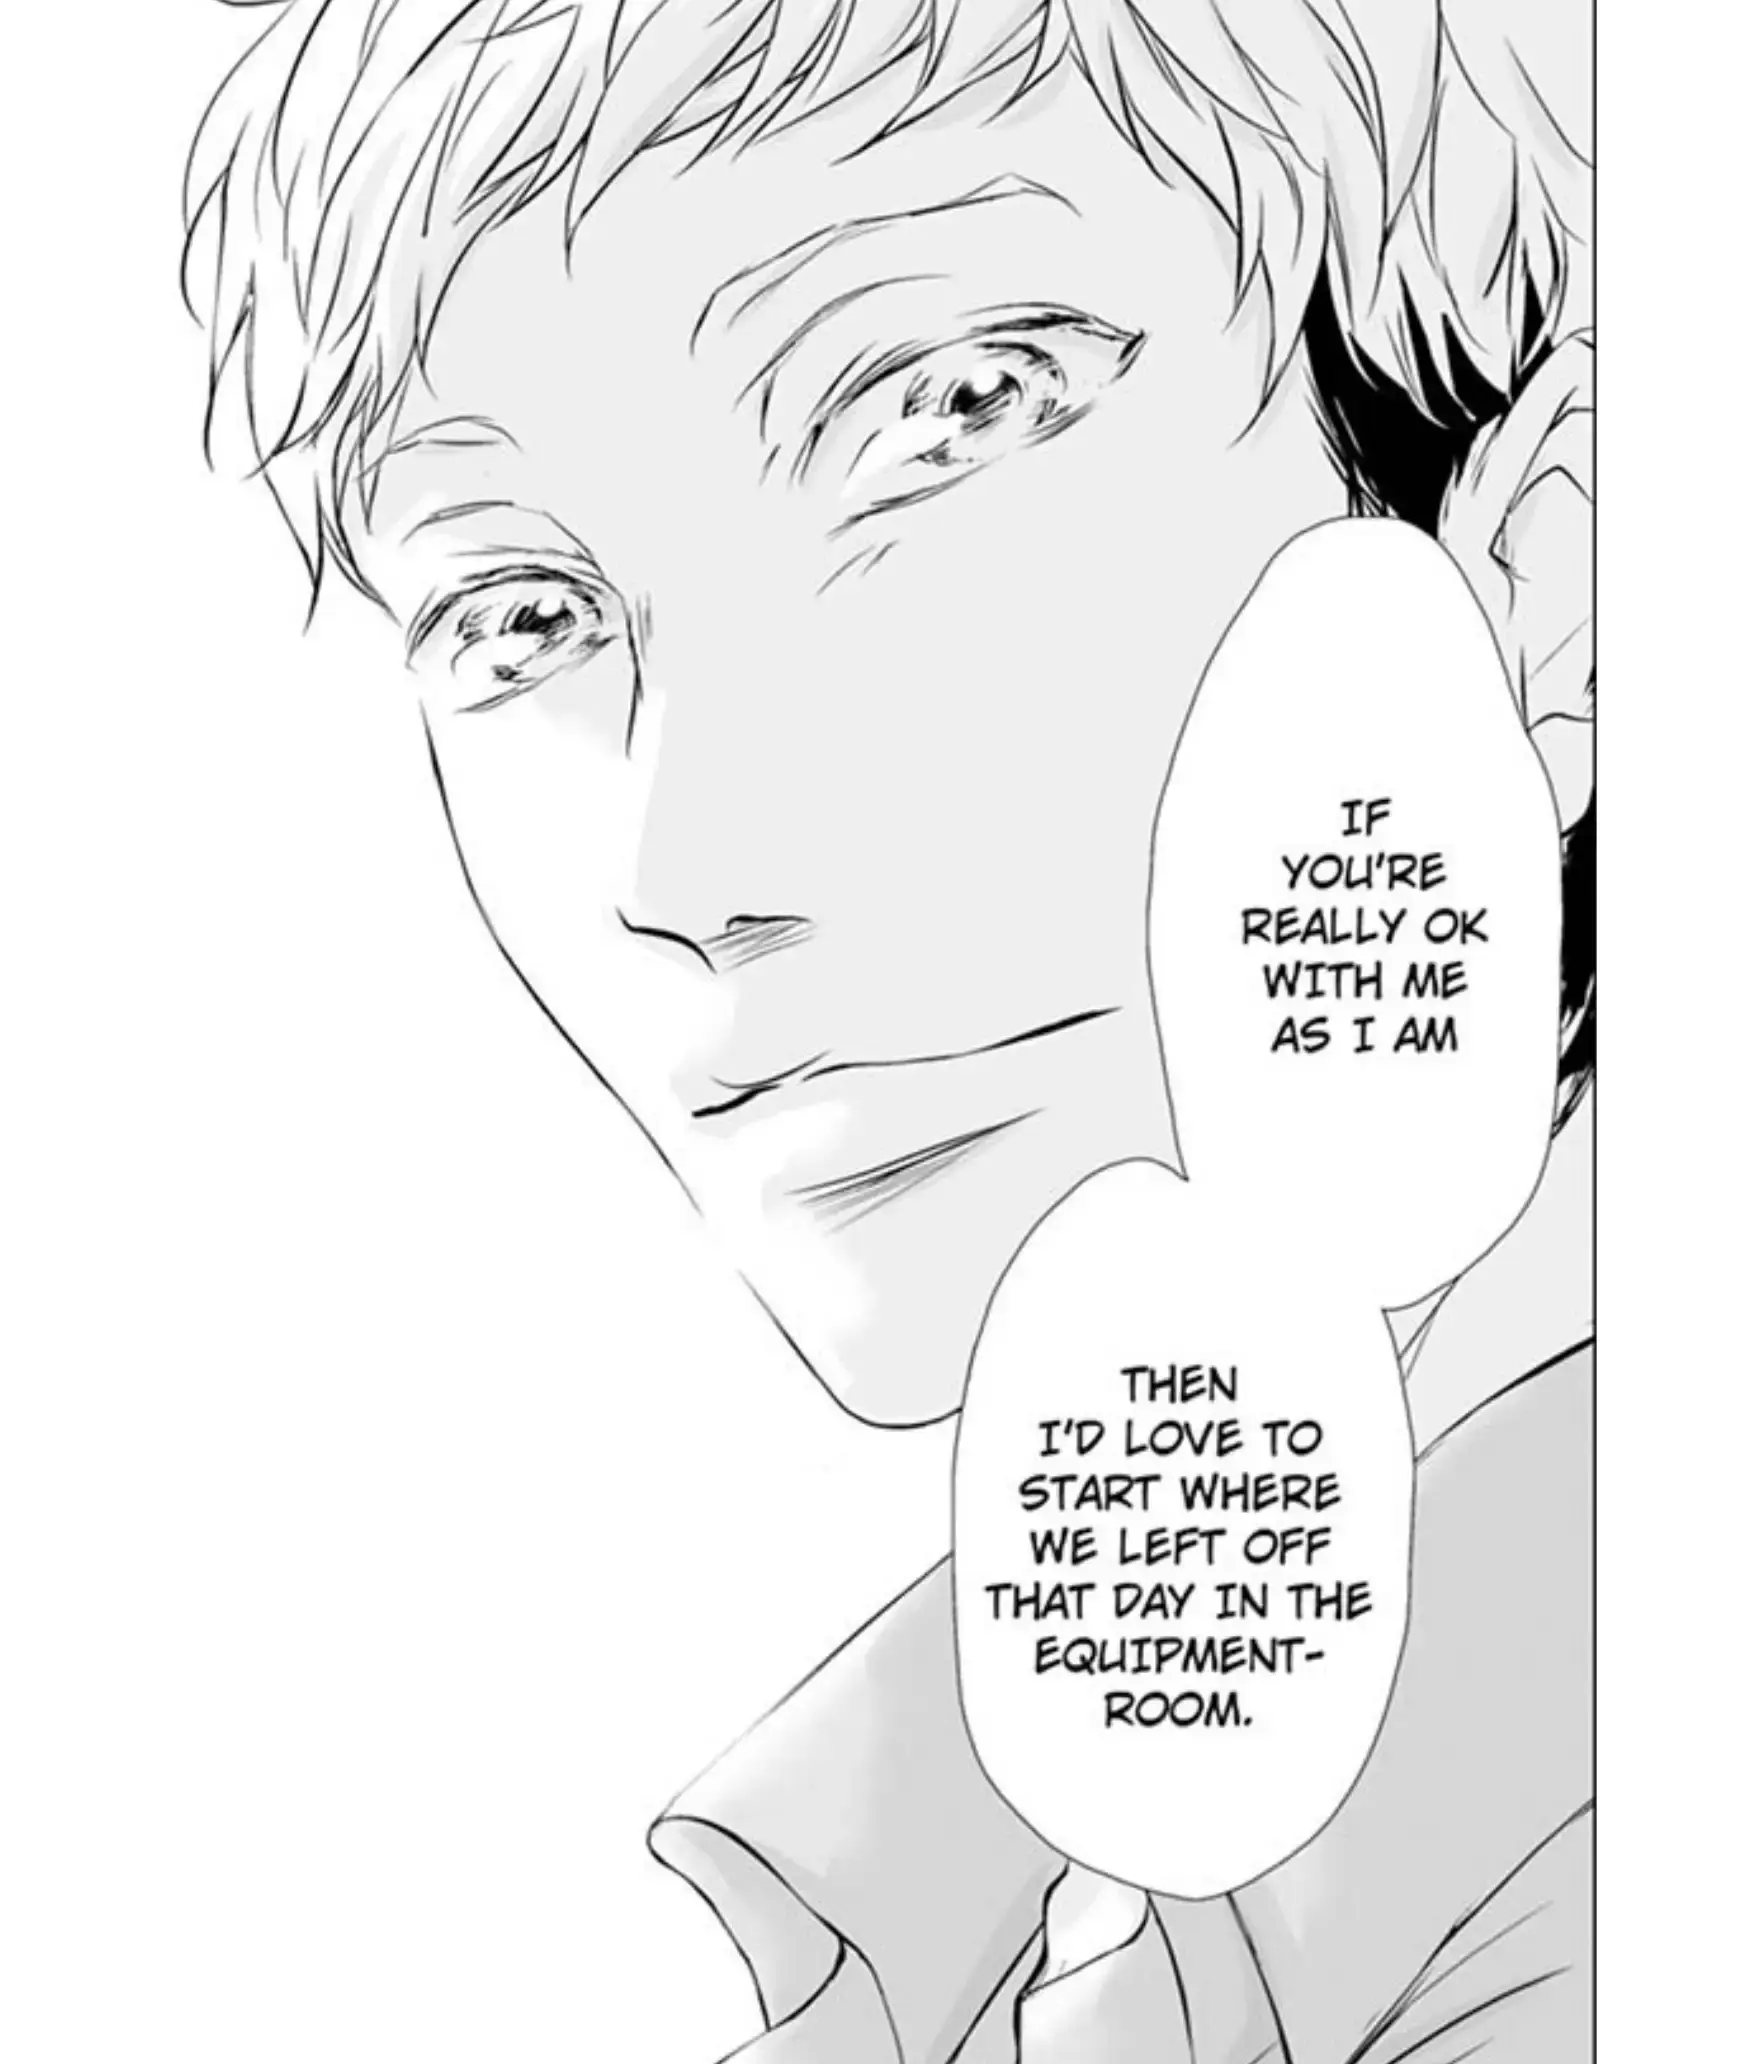 IF
YOU'RE
REALLY OK
WITH ME
AS I AM
THEN
I'D LOVE TO
START WHERE
WE LEFT OFF
THAT DAY IN THE
EQUIPMENT-
ROOM.